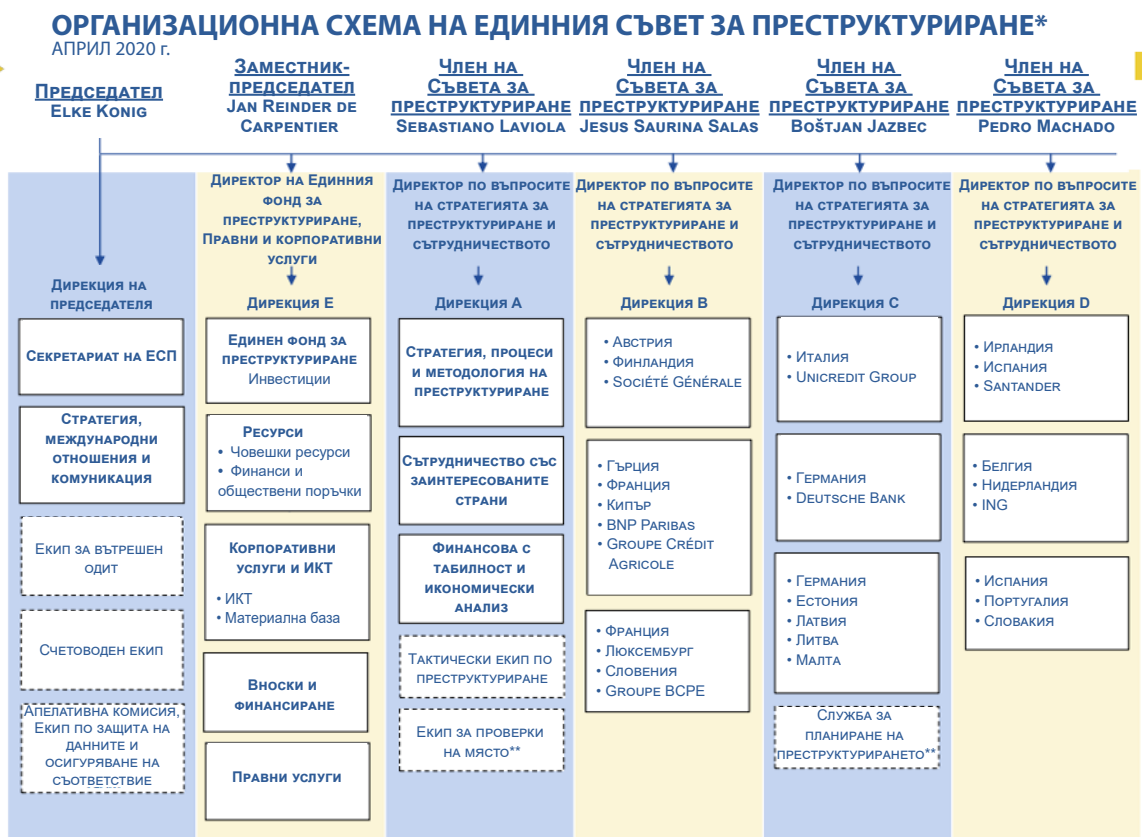 ОРГАНИЗАЦИОННА СХЕМА НА ЕДИННИЯ СЪВЕТ ЗА ПРЕСТРУКТУРИРАНЕ*
АПРИЛ 2020 г.
ПРЕДСЕДАТЕЛ
ELKE KONIG
ДИРЕКЦИЯ НА
ПРЕДСЕДАТЕЛЯ
СЕКРЕТАРИАТ НА ЕСП
СТРАТЕГИЯ,
МЕЖДУНАРОДНИ
ОТНОШЕНИЯ И
КОМУНИКАЦИЯ
ЕКИП ЗА ВЪТРЕШЕН
ОДИТ
СЧЕТОВОДЕН ЕКИП
АПЕЛАТИВНА КОМИСИЯ,
ЕКИП ПО ЗАЩИТА НА
ДАННИТЕ И
ОСИГУРЯВАНЕ НА
СЪОТВЕТСТВИЕ
ЗАМЕСТНИК-
ПРЕДСЕДАТЕЛ
JAN REINDER DE
CARPENTIER
ДИРЕКТОР НА ЕДИННИЯ
ФОНД ЗА
ПРЕСТРУКТУРИРАНЕ,
ПРАВНИ И КОРПОРАТИВНИ
УСЛУГИ
ДИРЕКЦИЯ E
ЕДИНЕН ФОНД ЗА
ПРЕСТРУКТУРИРАНЕ
Инвестиции
РЕСУРСИ
• Човешки ресурси
• Финанси и
обществени поръчки
КОРПОРАТИВНИ
УСЛУГИ И ИКТ
• ИКТ
• Материална база
ВНОСКИ И
ФИНАНСИРАНЕ
ПРАВНИ УСЛУГИ
ЧЛЕН НА
СЪВЕТА ЗА
ПРЕСТРУКТУРИРАНЕ
SEBASTIANO LAVIOLA
ДИРЕКТОР ПО ВЪПРОСИТЕ
НА СТРАТЕГИЯТА ЗА
ПРЕСТРУКТУРИРАНЕ И
СЪТРУДНИЧЕСТВОТО
ДИРЕКЦИЯ A
СТРАТЕГИЯ, ПРОЦЕСИ
И МЕТОДОЛОГИЯ НА
ПРЕСТРУКТУРИРАНЕ
СЪТРУДНИЧЕСТВО СЪС
ЗАИНТЕРЕСОВАНИТЕ
СТРАНИ
ФИНАНСОВА С
ТАБИЛНОСТ И
ИКОНОМИЧЕСКИ
АНАЛИЗ
ТАКТИЧЕСКИ ЕКИП ПО
ПРЕСТРУКТУРИРАНЕ
ЕКИП ЗА ПРОВЕРКИ
НА МЯСТО**
ЧЛЕН НА
СЪВЕТА ЗА
ПРЕСТРУКТУРИРАНЕ
JESUS SAURINA SALAS
ДИРЕКТОР ПО ВЪПРОСИТЕ
НА СТРАТЕГИЯТА ЗА
ПРЕСТРУКТУРИРАНЕ И
СЪТРУДНИЧЕСТВОТО
ДИРЕКЦИЯ B
• АВСТРИЯ
• ФИНЛАНДИЯ
• SOCIÉTÉ GÉNÉRALE
• ГЪРЦИЯ
• ФРАНЦИЯ
• КИПЪР
• BNP PARIBAS
• GROUPE CRÉDIT
AGRICOLE
• ФРАНЦИЯ
• ЛЮКСЕМБУРГ
• СЛОВЕНИЯ
• GROUPE BCPE
ЧЛЕН НА
СЪВЕТА ЗА
ПРЕСТРУКТУРИРАНЕ
BOŠTJAN JAZBEC
ДИРЕКТОР ПО ВЪПРОСИТЕ
НА СТРАТЕГИЯТА ЗА
ПРЕСТРУКТУРИРАНЕ И
СЪТРУДНИЧЕСТВОТО
ДИРЕКЦИЯ C
• ИТАЛИЯ
• UNICREDIT GROUP
• ГЕРМАНИЯ
• DEUTSCHE BANK
• ГЕРМАНИЯ
• ЕСТОНИЯ
• ЛАТВИЯ
• ЛИТВА
• МАЛТА
СЛУЖБА ЗА
ПЛАНИРАНЕ НА
ПРЕСТРУКТУРИРАНЕТО**
ЧЛЕН НА
СЪВЕТА ЗА
ПРЕСТРУКТУРИРАНЕ
PEDRO MACHADO
ДИРЕКТОР ПО ВЪПРОСИТЕ
НА СТРАТЕГИЯТА ЗА
ПРЕСТРУКТУРИРАНЕ И
СЪТРУДНИЧЕСТВОТО
ДИРЕКЦИЯ D
• ИРЛАНДИЯ
• ИСПАНИЯ
• SANTANDER
• БЕЛГИЯ
• НИДЕРЛАНДИЯ
• ING
• ИСПАНИЯ
• ПОРТУГАЛИЯ
• СЛОВАКИЯ